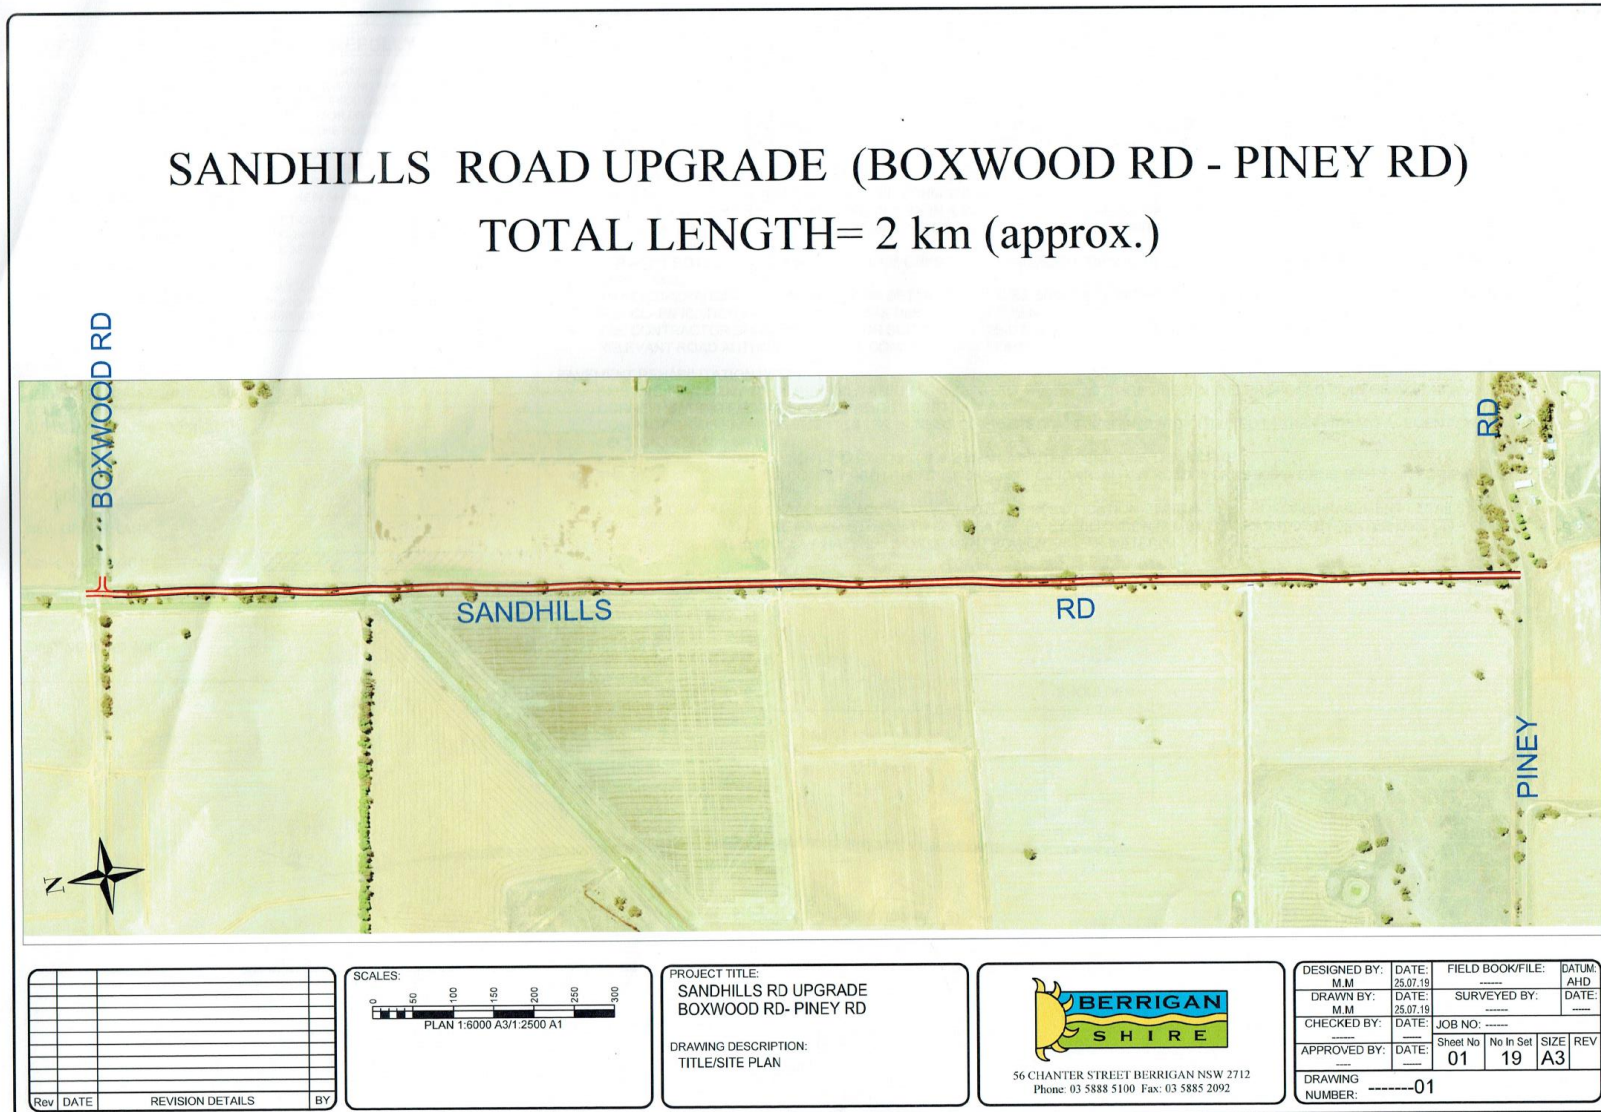 SANDHILLS ROAD UPGRADE (BOXWOOD RD - PINEY RD)
TOTAL LENGTH= 2 km (approx.)
BOXWOOD RD
RD
SANDHILLS
RD
PINEY
N
Rev DATE REVISION DETAILS BY
SCALES:
0 50 100 150 200 250 300
PLAN 1:6000 A3/1:2500 A1
PROJECT TITLE:
SANDHILLS RD UPGRADE
BOXWOOD RD- PINEY RD
DRAWING DESCRIPTION:
TITLE/SITE PLAN
BERRIGAN
SHIRE
56 CHANTER STREET BERRIGAN NSW 2712
Phone: 03 5888 5100 Fax: 03 5885 2092
DESIGNED BY: DATE: FIELD BOOK/FILE: DATUM:
M.M 25.07.19 ------ AHD
DRAWN BY: DATE: SURVEYED BY: DATE:
M.M 25.07.19 ------ -----
CHECKED BY: DATE: JOB NO: ------
------ -----
APPROVED BY: DATE: Sheet No No In Set SIZE REV
---- ---- 01 19 A3
DRAWING
NUMBER: -------01